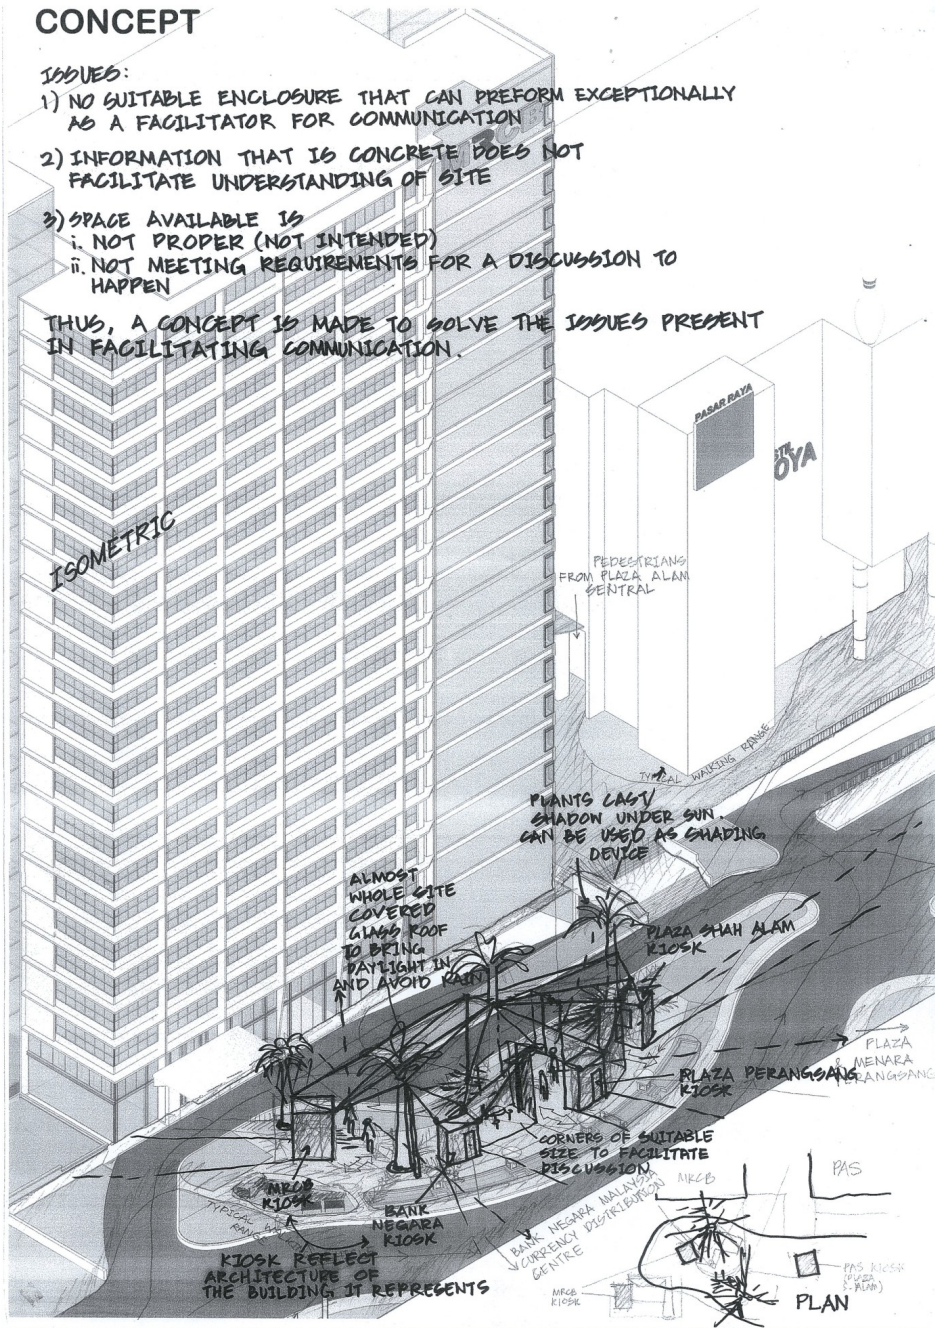 CONCEPT
ISSUES:
1) NO SUITABLE ENCLOSURE THAT CAN PREFORM EXCEPTIONALLY
AS A FACILITATOR FOR COMMUNICATION
MRCB
2) INFORMATION THAT IS CONCRETE DOES NOT
FACILITATE UNDERSTANDING OF SITE
3) SPACE AVAILABLE IS
i. NOT PROPER (NOT INTENDED)
ii. NOT MEETING REQUIREMENTS FOR A DISCUSSION TO
HAPPEN
THUS, A CONCEPT IS MADE TO SOLVE THE ISSUES PRESENT
IN FACILITATING COMMUNICATION.
PASAR RAYA
OYA
ISOMETRIC
PEDESTRIANS
FROM PLAZA ALAM
SENTRAL
TYPICAL WALKING RANGE
PLANTS CAST
SHADOW UNDER SUN.
CAN BE USED AS SHADING
DEVICE
ALMOST
WHOLE SITE
COVERED
GLASS ROOF
TO BRING
DAYLIGHT IN
AND AVOID RAIN
PLAZA SHAH ALAM
KIOSK
PLAZA
MENARA
PERANGSANG
PLAZA PERANGSANG
KIOSK
CORNERS OF SUITABLE
SIZE TO FACILITATE
DISCUSSION
MRCB
KIOSK
TYPICAL
BANK
NEGARA
KIOSK
BANK NEGARA MALAYSIA
CURRENCY DISTRIBUTION
CENTRE
KIOSK REFLECT
ARCHITECTURE OF
THE BUILDING IT REPRESENTS
MRCB
PAS
PAS KIOSK
MRCB
KIOSK
PLAN